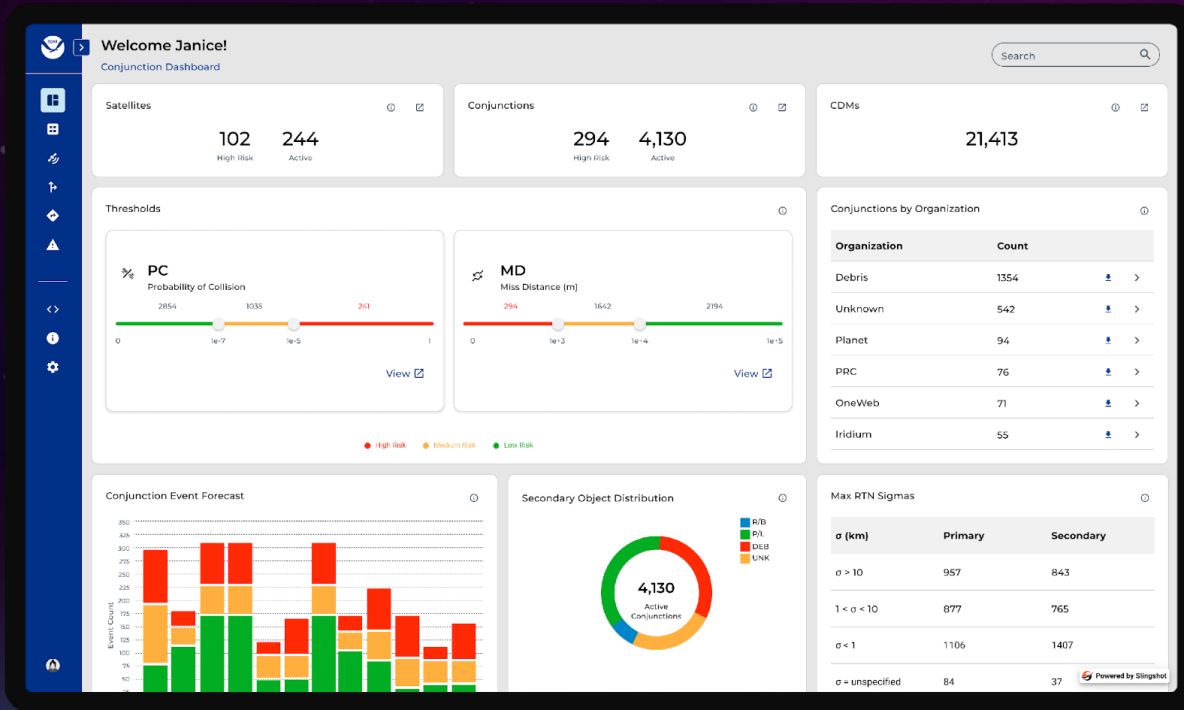 Welcome Janice!
Conjunction Dashboard
Search
Satellites
102 244
High Risk Active
Conjunctions
294 4,130
High Risk Active
CDMs
21,413
Thresholds
PC
Probability of Collision
2854 1035 241
0 1e-7 1e-5 1
View
MD
Miss Distance (m)
294 1642 2194
0 1e+3 1e+4 1e+5
View
High Risk Medium Risk Low Risk
Conjunctions by Organization
Organization Count
Debris 1354
Unknown 542
Planet 94
PRC 76
OneWeb 71
Iridium 55
Conjunction Event Forecast
Event Count
350
325
300
275
250
225
200
175
150
125
100
75
50
Secondary Object Distribution
R/B
P/L
DEB
UNK
4,130
Active
Conjunctions
Max RTN Sigmas
σ (km) Primary Secondary
σ > 10 957 843
1 < σ < 10 877 765
σ < 1 1106 1407
σ = unspecified 84 37
Powered by Slingshot